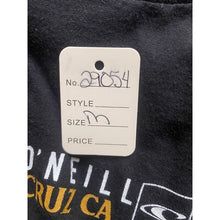 No. 29054
STYLE
SIZE m
PRICE
O'NEILL
CRUZ CA